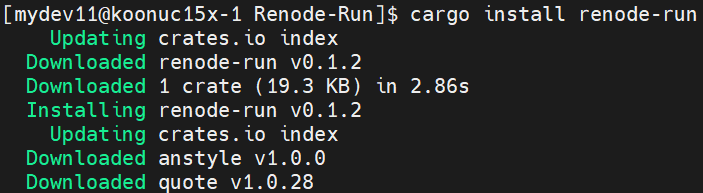 [mydev11@koonuc15x-1 Renode-Run]$ cargo install renode-run
Updating crates.io index
Downloaded renode-run v0.1.2
Downloaded 1 crate (19.3 KB) in 2.86s
Installing renode-run v0.1.2
Updating crates.io index
Downloaded anstyle v1.0.0
Downloaded quote v1.0.28